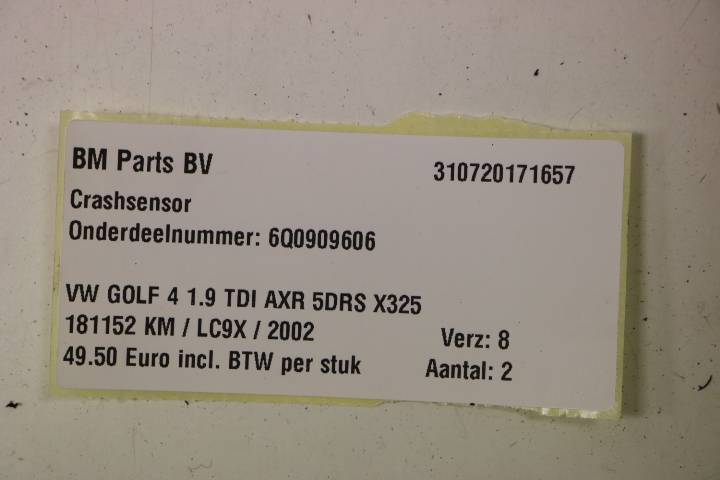 BM Parts BV 310720171657
Crashsensor
Onderdeelnummer: 6Q0909606
VW GOLF 4 1.9 TDI AXR 5DRS X325
181152 KM / LC9X / 2002 Verz: 8
49.50 Euro incl. BTW per stuk Aantal: 2